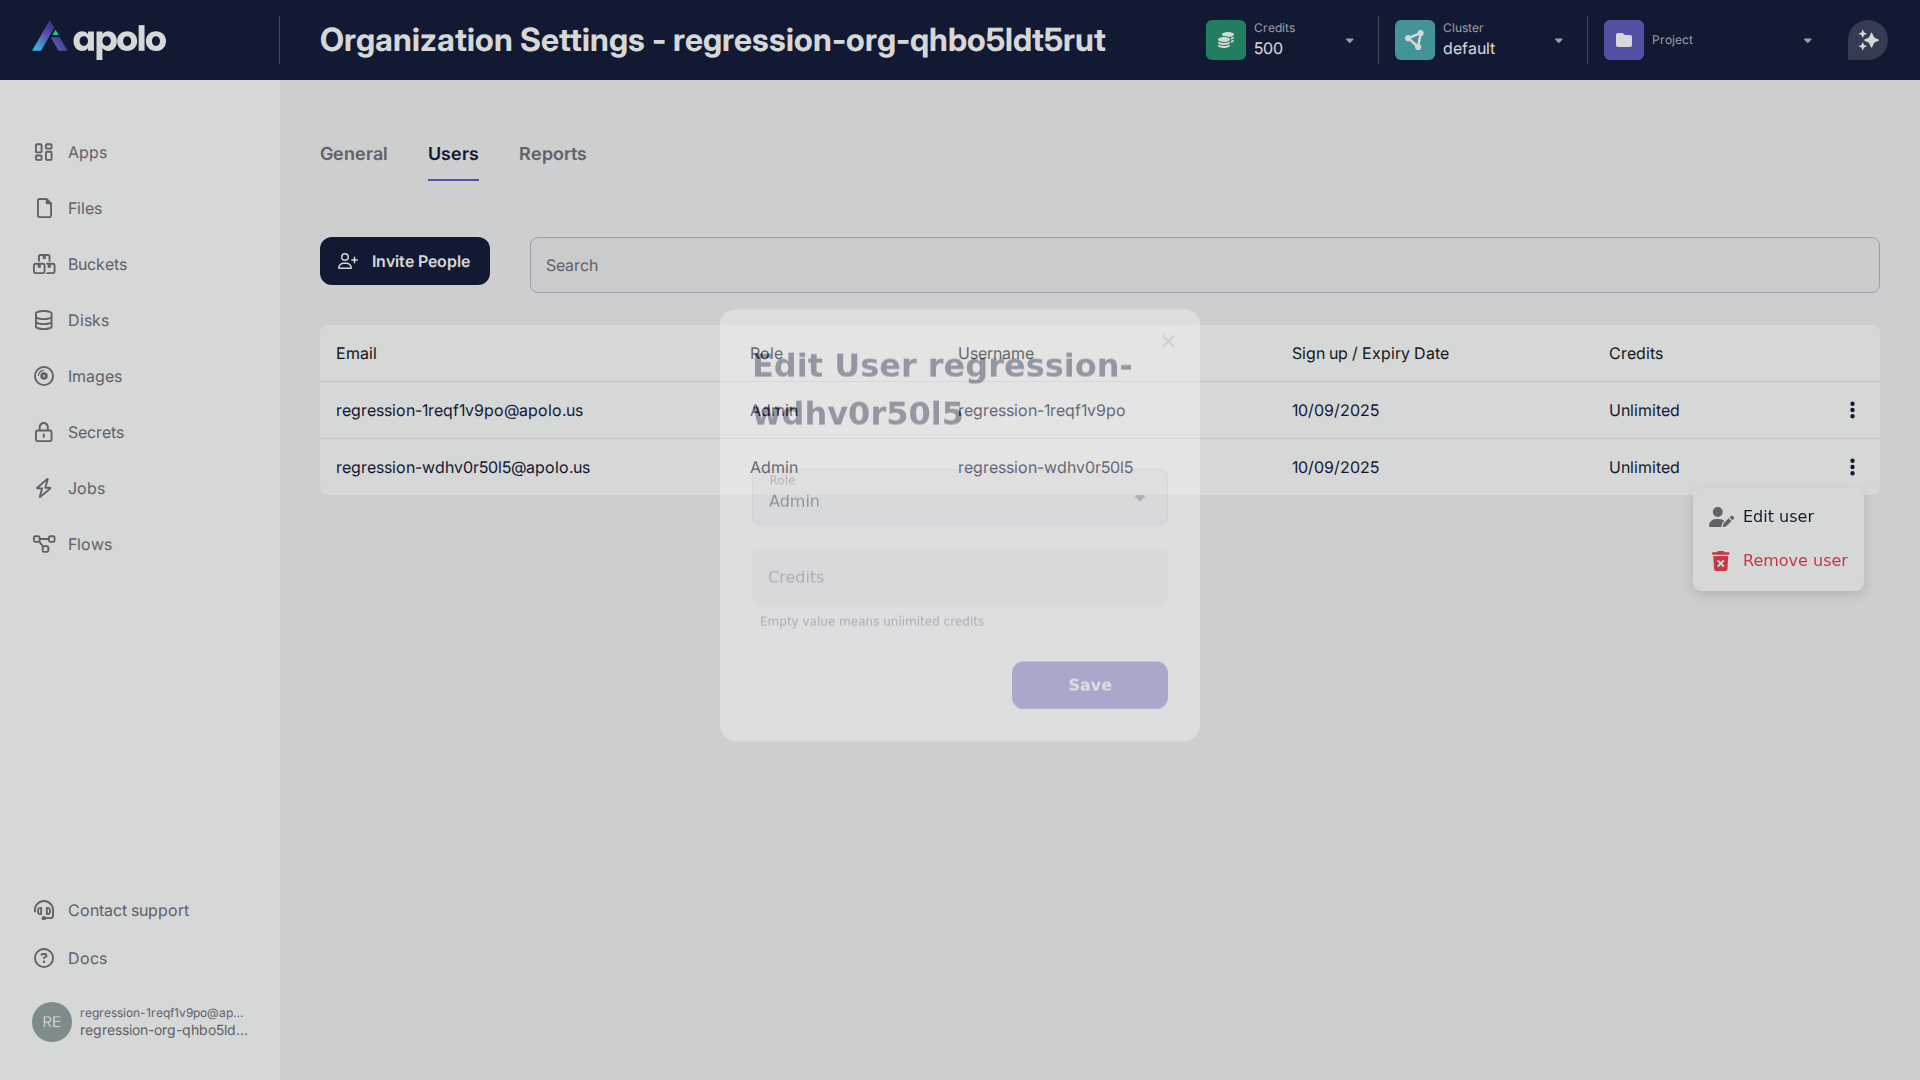 apolo
Organization Settings - regression-org-qhbo5ldt5rut
Credits
500
Cluster
default
Project
Apps
Files
Buckets
Disks
Images
Secrets
Jobs
Flows
Contact support
Docs
RE
regression-1reqf1v9po@ap...
regression-org-qhbo5ld...
General Users Reports
Invite People
Search
Email Role Username Sign up / Expiry Date Credits
regression-1reqf1v9po@apolo.us Admin regression-1reqf1v9po 10/09/2025 Unlimited
regression-wdhv0r50l5@apolo.us Admin regression-wdhv0r50l5 10/09/2025 Unlimited
Edit user
Remove user
Edit User regression-
wdhv0r50l5
Role
Admin
Credits
Empty value means unlimited credits
Save